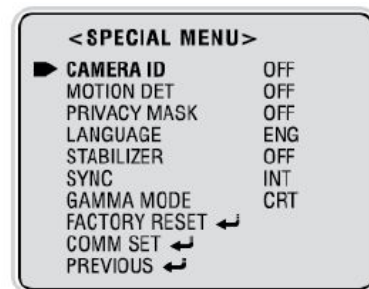 <SPECIAL MENU>
CAMERA ID OFF
MOTION DET OFF
PRIVACY MASK OFF
LANGUAGE ENG
STABILIZER OFF
SYNC INT
GAMMA MODE CRT
FACTORY RESET ↵
COMM SET ↵
PREVIOUS ↵